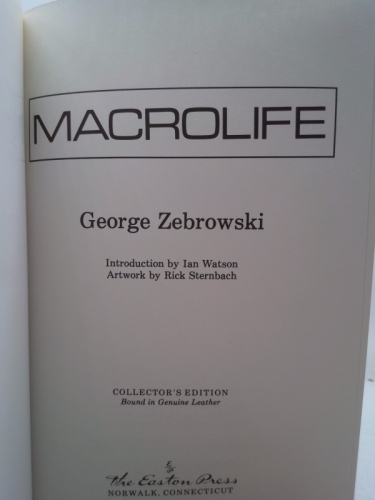 MACROLIFE
George Zebrowski
Introduction by Ian Watson
Artwork by Rick Sternbach
COLLECTOR'S EDITION
Bound in Genuine Leather
The Easton Press
NORWALK, CONNECTICUT